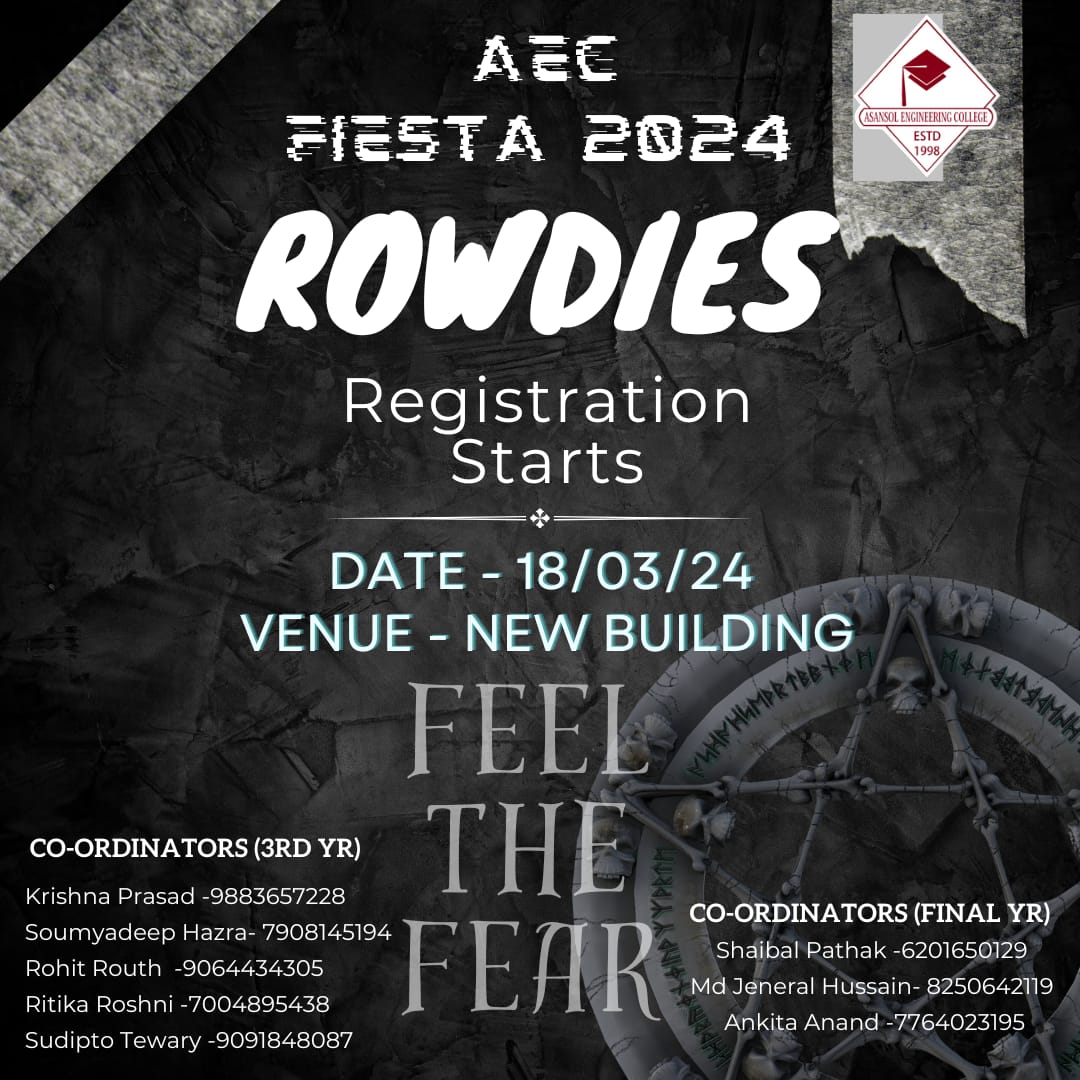 AEC
FIESTA 2024
ASANSOL ENGINEERING COLLEGE
ESTD
1998
ROWDIES
Registration
Starts
DATE - 18/03/24
VENUE - NEW BUILDING
FEEL
THE
FEAR
CO-ORDINATORS (3RD YR)
Krishna Prasad -9883657228
Soumyadeep Hazra- 7908145194
Rohit Routh -9064434305
Ritika Roshni -7004895438
Sudipto Tewary -9091848087
CO-ORDINATORS (FINAL YR)
Shaibal Pathak -6201650129
Md Jeneral Hussain- 8250642119
Ankita Anand -7764023195